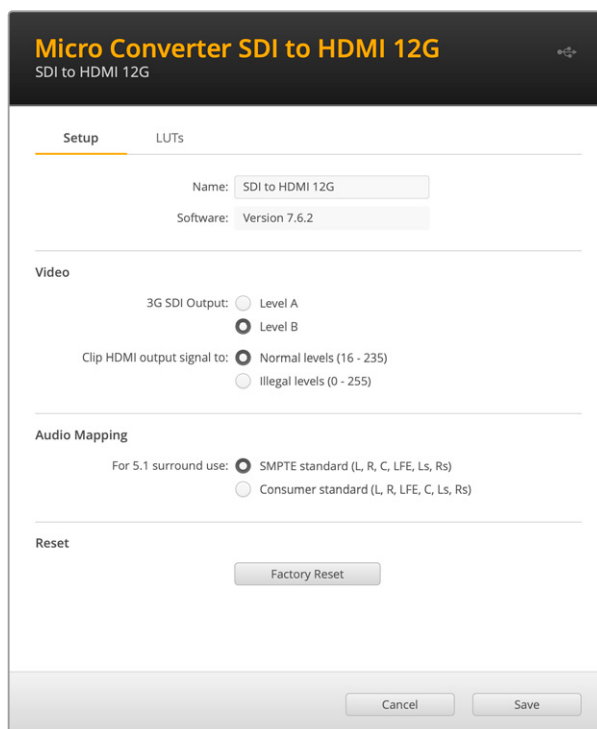 Micro Converter SDI to HDMI 12G
SDI to HDMI 12G
Setup LUTs
Name: SDI to HDMI 12G
Software: Version 7.6.2
Video
3G SDI Output: Level A
Level B
Clip HDMI output signal to: Normal levels (16 - 235)
Illegal levels (0 - 255)
Audio Mapping
For 5.1 surround use: SMPTE standard (L, R, C, LFE, Ls, Rs)
Consumer standard (L, R, LFE, C, Ls, Rs)
Reset
Factory Reset
Cancel Save